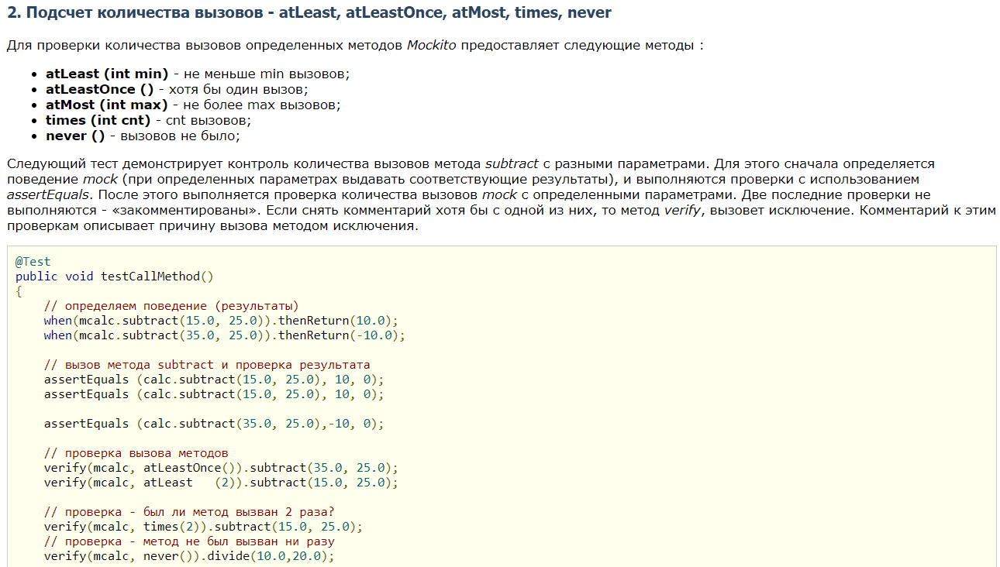 2. Подсчет количества вызовов - atLeast, atLeastOnce, atMost, times, never
Для проверки количества вызовов определенных методов Mockito предоставляет следующие методы :
• atLeast (int min) - не меньше min вызовов;
• atLeastOnce () - хотя бы один вызов;
• atMost (int max) - не более max вызовов;
• times (int cnt) - cnt вызовов;
• never () - вызовов не было;
Следующий тест демонстрирует контроль количества вызовов метода subtract с разными параметрами. Для этого сначала определяется
поведение mock (при определенных параметрах выдавать соответствующие результаты), и выполняются проверки с использованием
assertEquals. После этого выполняется проверка количества вызовов mock с определенными параметрами. Две последние проверки не
выполняются - «закомментированы». Если снять комментарий хотя бы с одной из них, то метод verify, вызовет исключение. Комментарий к этим
проверкам описывает причину вызова методом исключения.
@Test
public void testCallMethod()
{
    // определяем поведение (результаты)
    when(mcalc.subtract(15.0, 25.0)).thenReturn(10.0);
    when(mcalc.subtract(35.0, 25.0)).thenReturn(-10.0);
    // вызов метода subtract и проверка результата
    assertEquals (calc.subtract(15.0, 25.0), 10, 0);
    assertEquals (calc.subtract(15.0, 25.0), 10, 0);
    assertEquals (calc.subtract(35.0, 25.0),-10, 0);
    // проверка вызова методов
    verify(mcalc, atLeastOnce()).subtract(35.0, 25.0);
    verify(mcalc, atLeast   (2)).subtract(15.0, 25.0);
    // проверка - был ли метод вызван 2 раза?
    verify(mcalc, times(2)).subtract(15.0, 25.0);
    // проверка - метод не был вызван ни разу
    verify(mcalc, never()).divide(10.0,20.0);